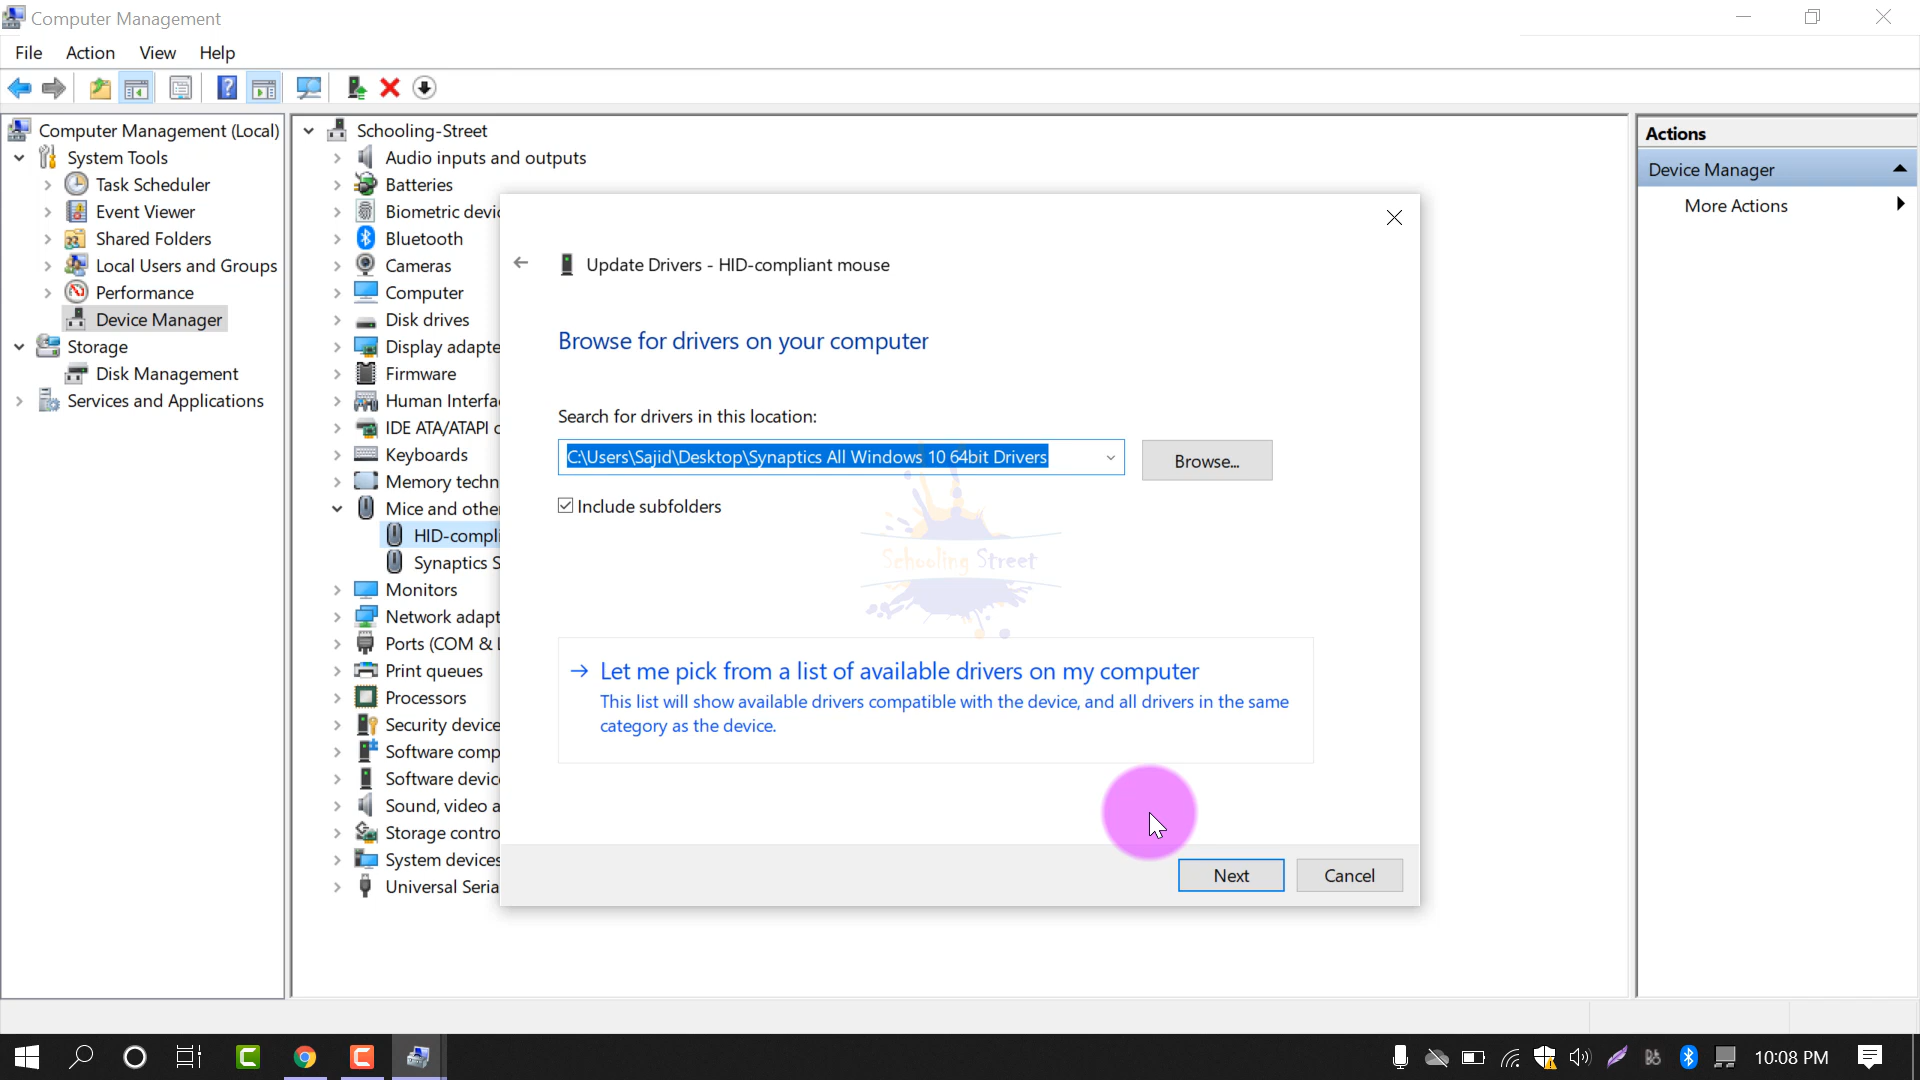 Computer Management
File Action View Help
Computer Management (Local)
System Tools
Task Scheduler
Event Viewer
Shared Folders
Local Users and Groups
Performance
Device Manager
Storage
Disk Management
Services and Applications
Schooling-Street
Audio inputs and outputs
Batteries
Biometric devic
Bluetooth
Cameras
Computer
Disk drives
Display adapte
Firmware
Human Interfa
IDE ATA/ATAPI c
Keyboards
Memory techn
Mice and othe
HID-compli
Synaptics S
Monitors
Network adapt
Ports (COM & L
Print queues
Processors
Security device
Software comp
Software devic
Sound, video a
Storage contro
System devices
Universal Seria
Update Drivers - HID-compliant mouse
Browse for drivers on your computer
Search for drivers in this location:
C:\Users\Sajid\Desktop\Synaptics All Windows 10 64bit Drivers
Browse...
Include subfolders
Schooling Street
Let me pick from a list of available drivers on my computer
This list will show available drivers compatible with the device, and all drivers in the same
category as the device.
Next Cancel
Actions
Device Manager
More Actions
10:08 PM